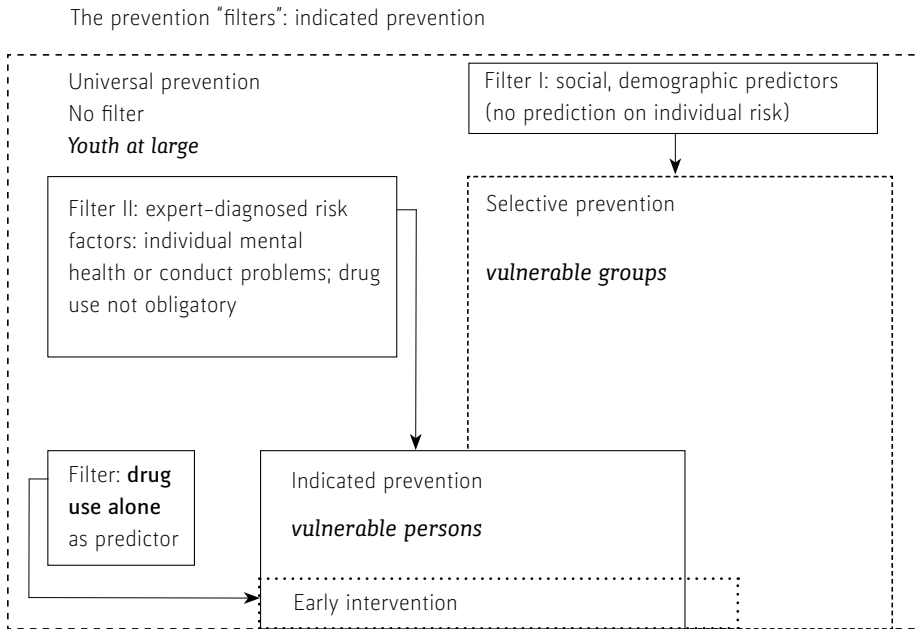 The prevention “filters”: indicated prevention
Universal prevention
No filter
Youth at large
Filter I: social, demographic predictors
(no prediction on individual risk)
Filter II: expert-diagnosed risk
factors: individual mental
health or conduct problems; drug
use not obligatory
Selective prevention
vulnerable groups
Filter: drug
use alone
as predictor
Indicated prevention
vulnerable persons
Early intervention